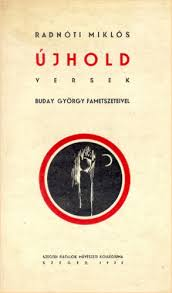 RADNÓTI MIKLÓS
ÚJHOLD
VERSEK
BUDAY GYÖRGY FAMETSZETEIVEL
SZEGEDI FIATALOK MŰVÉSZETI KOLLÉGIUMA
SZEGED, 1935